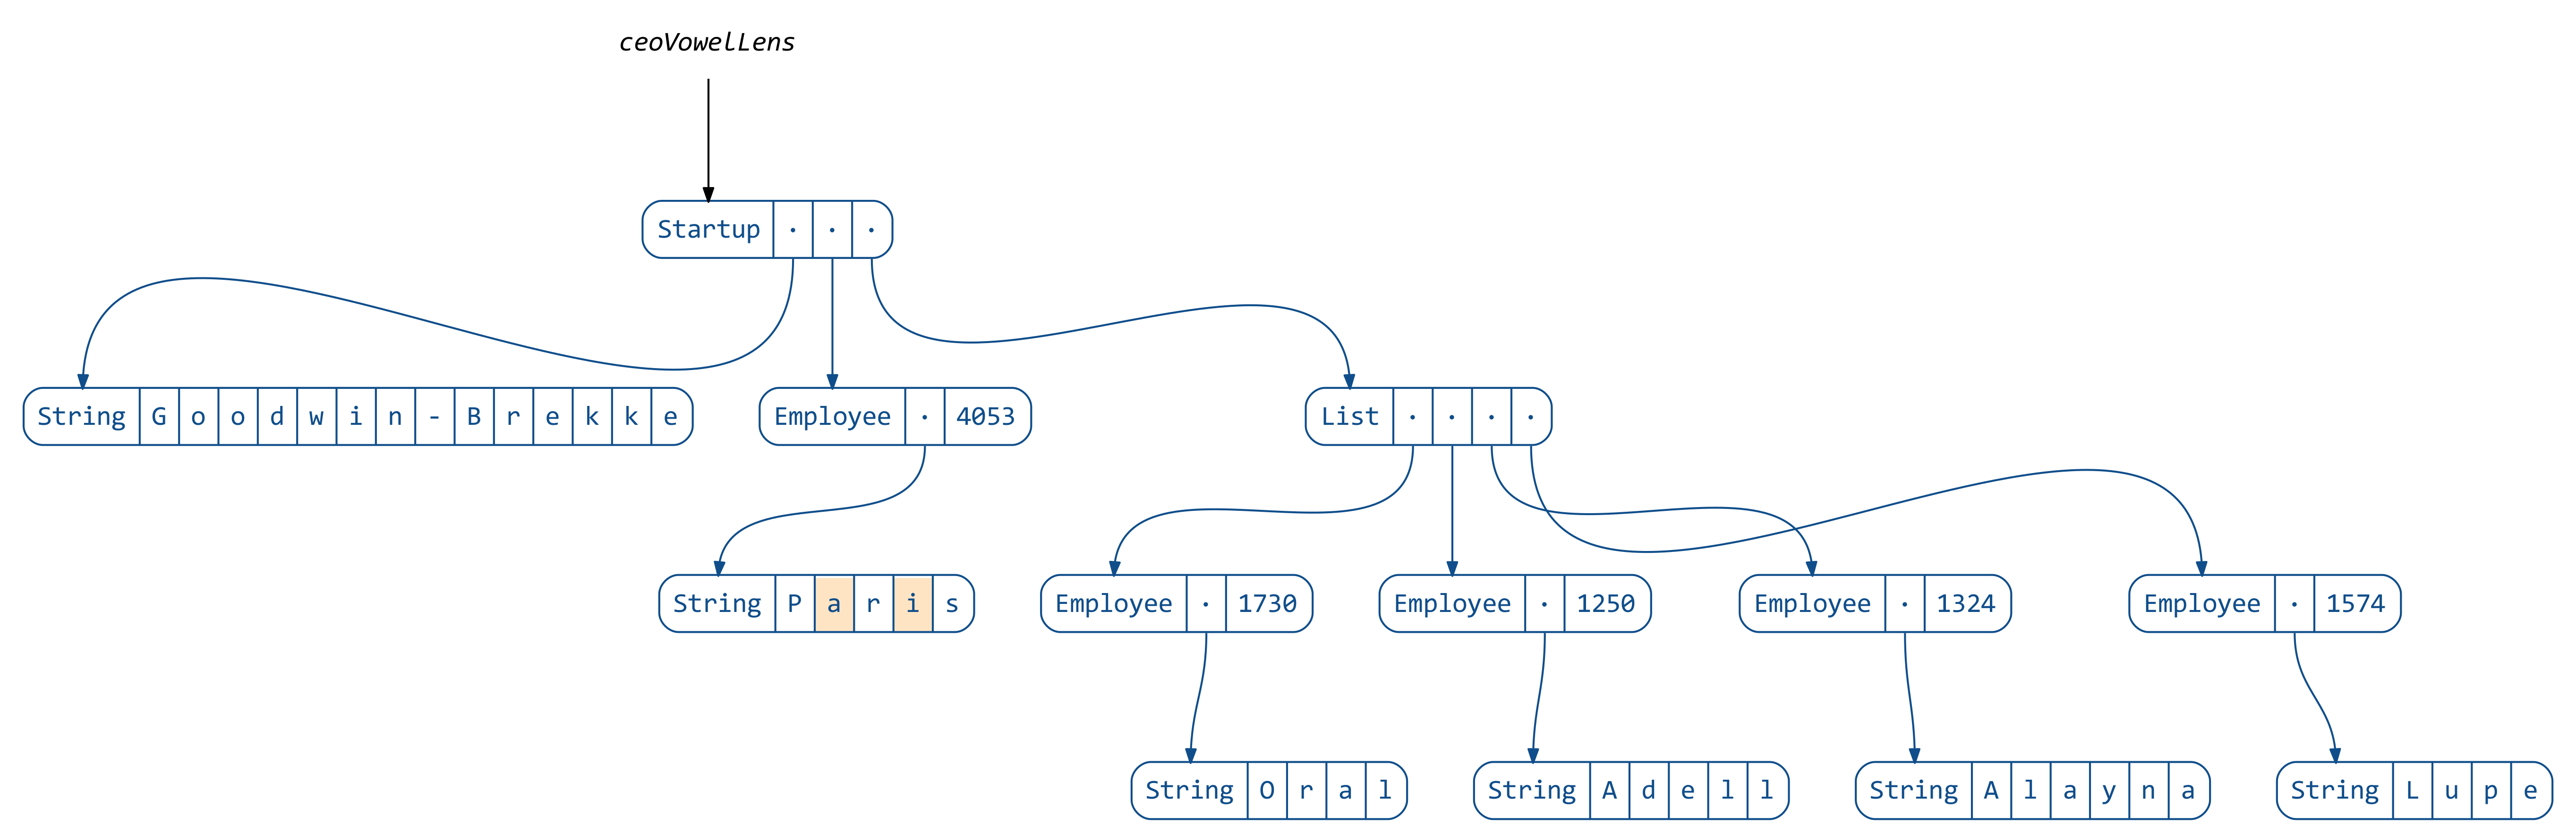 ceoVowelLens
Startup · · ·
String G o o d w i n - B r e k k e
Employee · 4053
List · · · ·
String P a r i s
Employee · 1730
Employee · 1250
Employee · 1324
Employee · 1574
String O r a l
String A d e l l
String A l a y n a
String L u p e